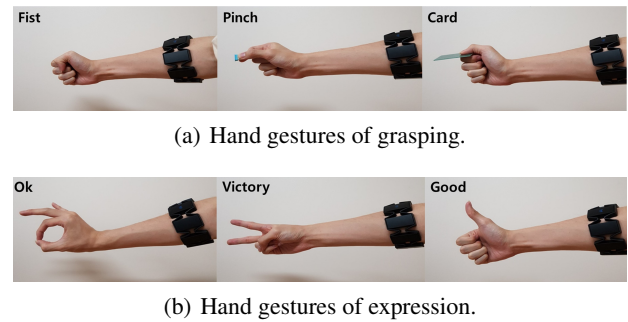 Fist Pinch Card
(a) Hand gestures of grasping.
Ok Victory Good
(b) Hand gestures of expression.